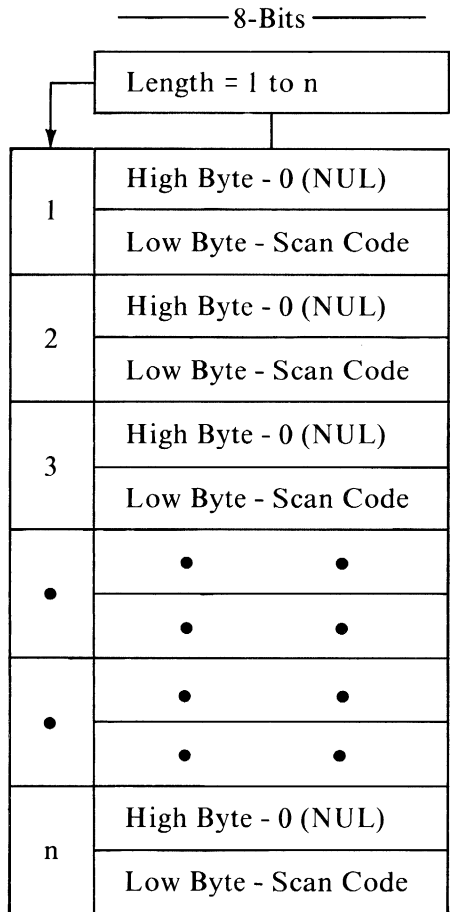 8-Bits
Length = 1 to n
1
High Byte - 0 (NUL)
Low Byte - Scan Code
2
High Byte - 0 (NUL)
Low Byte - Scan Code
3
High Byte - 0 (NUL)
Low Byte - Scan Code
n
High Byte - 0 (NUL)
Low Byte - Scan Code